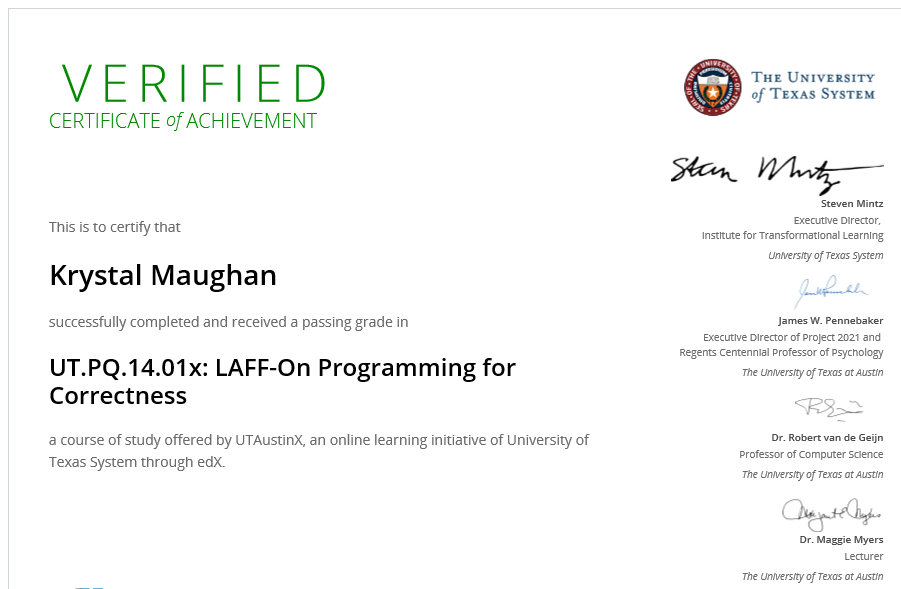 VERIFIED
CERTIFICATE of ACHIEVEMENT
THE UNIVERSITY
of TEXAS SYSTEM
This is to certify that
Krystal Maughan
successfully completed and received a passing grade in
UT.PQ.14.01x: LAFF-On Programming for
Correctness
a course of study offered by UTAustinX, an online learning initiative of University of
Texas System through edX.
Steven Mintz
Executive Director,
Institute for Transformational Learning
University of Texas System
James W. Pennebaker
Executive Director of Project 2021 and
Regents Centennial Professor of Psychology
The University of Texas at Austin
Dr. Robert van de Geijn
Professor of Computer Science
The University of Texas at Austin
Dr. Maggie Myers
Lecturer
The University of Texas at Austin